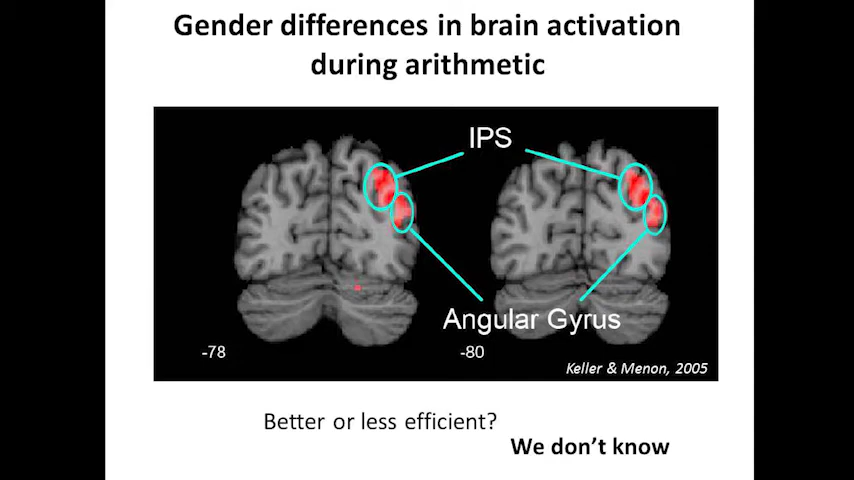 Gender differences in brain activation
during arithmetic
IPS
Angular Gyrus
-78
-80
Keller & Menon, 2005
Better or less efficient?
We don't know